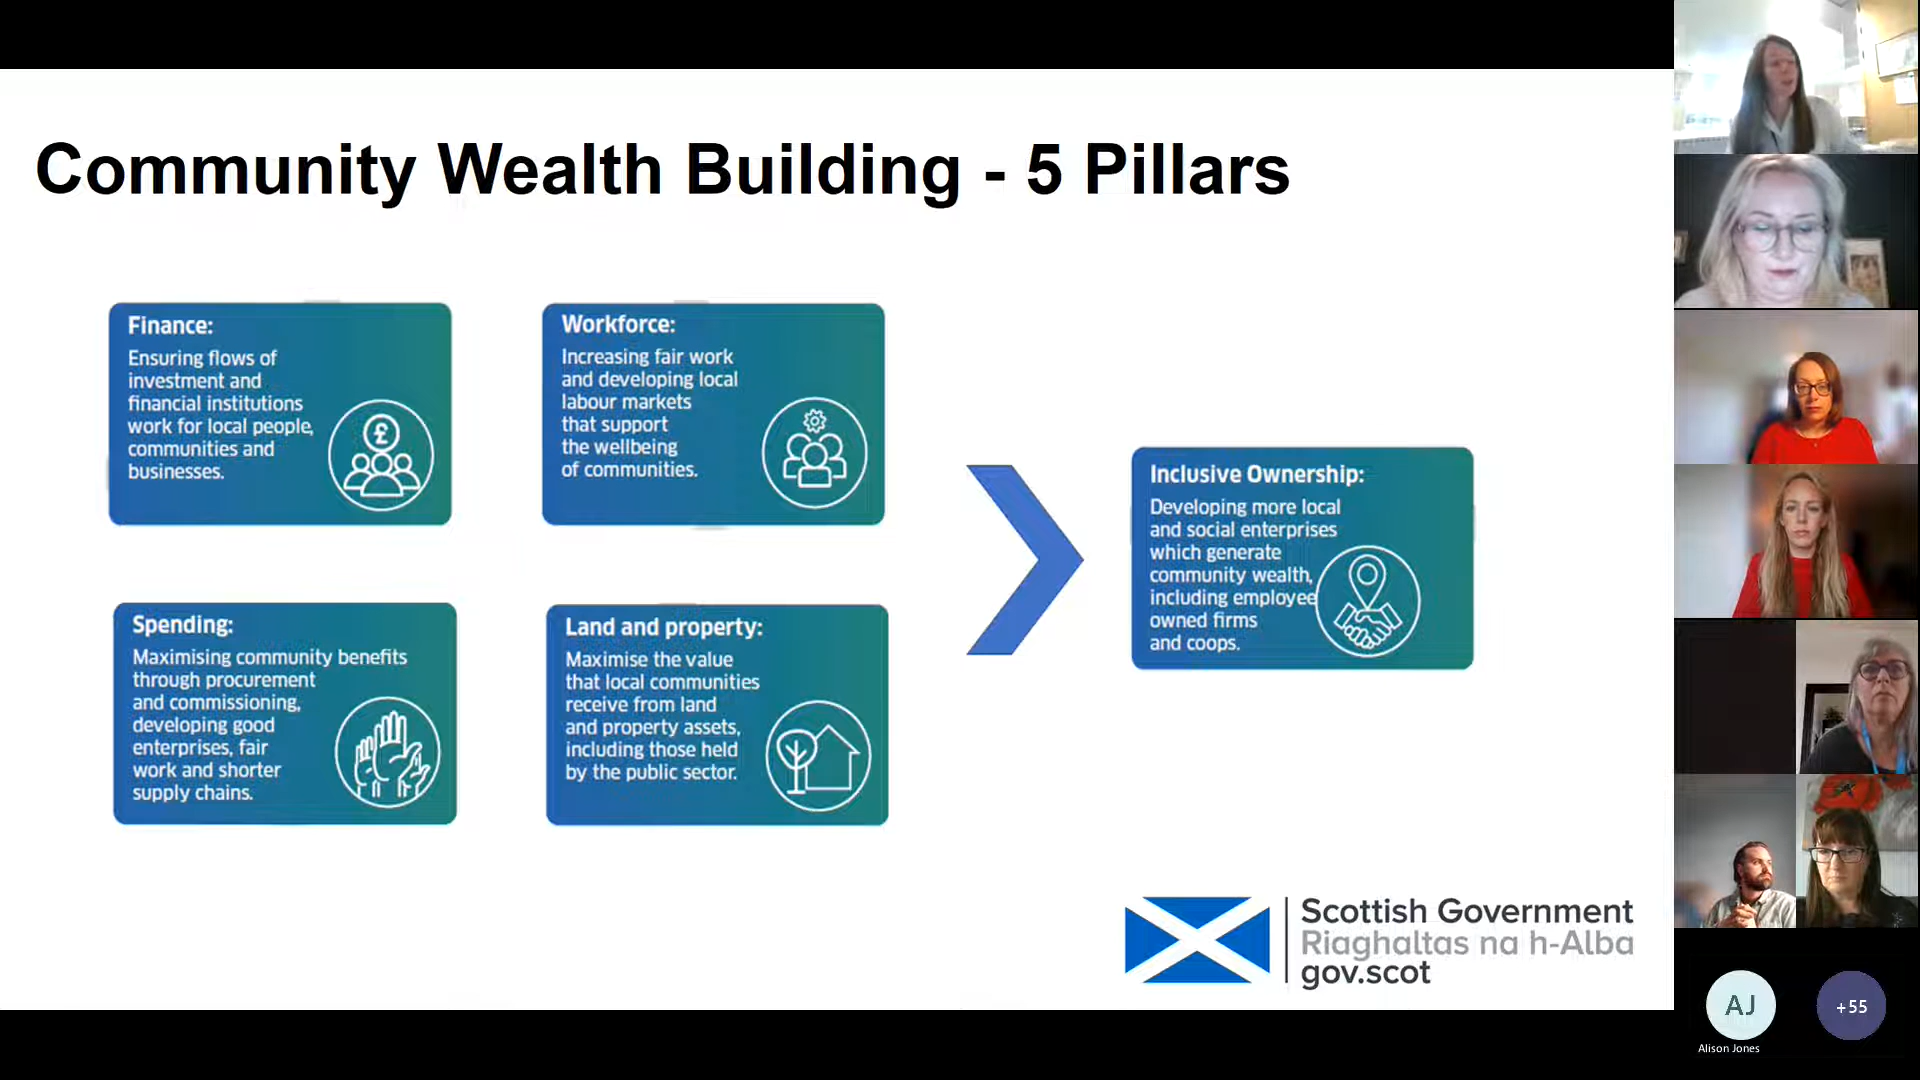 Community Wealth Building - 5 Pillars
Finance:
Ensuring flows of
investment and
financial institutions
work for local people,
communities and
businesses.
£
Workforce:
Increasing fair work
and developing local
labour markets
that support
the wellbeing
of communities.
Spending:
Maximising community benefits
through procurement
and commissioning,
developing good
enterprises, fair
work and shorter
supply chains.
Land and property:
Maximise the value
that local communities
receive from land
and property assets,
including those held
by the public sector.
Inclusive Ownership:
Developing more local
and social enterprises
which generate
community wealth,
including employee
owned firms
and coops.
Scottish Government
Riaghaltas na h-Alba
gov.scot
AJ
Alison Jones
+55